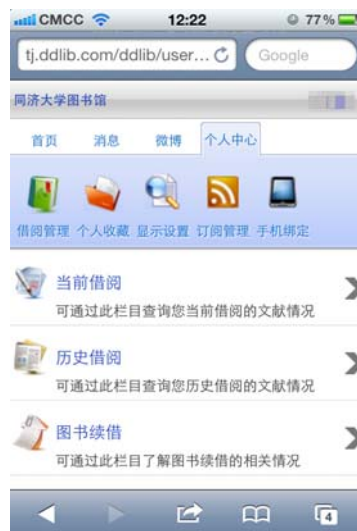 CMCC 12:22 77%
tj.ddlib.com/ddlib/user... Google
同济大学图书馆
首页 消息 微博 个人中心
借阅管理 个人收藏 显示设置 订阅管理 手机绑定
当前借阅
可通过此栏目查询您当前借阅的文献情况
历史借阅
可通过此栏目查询您历史借阅的文献情况
图书续借
可通过此栏目了解图书续借的相关情况
4